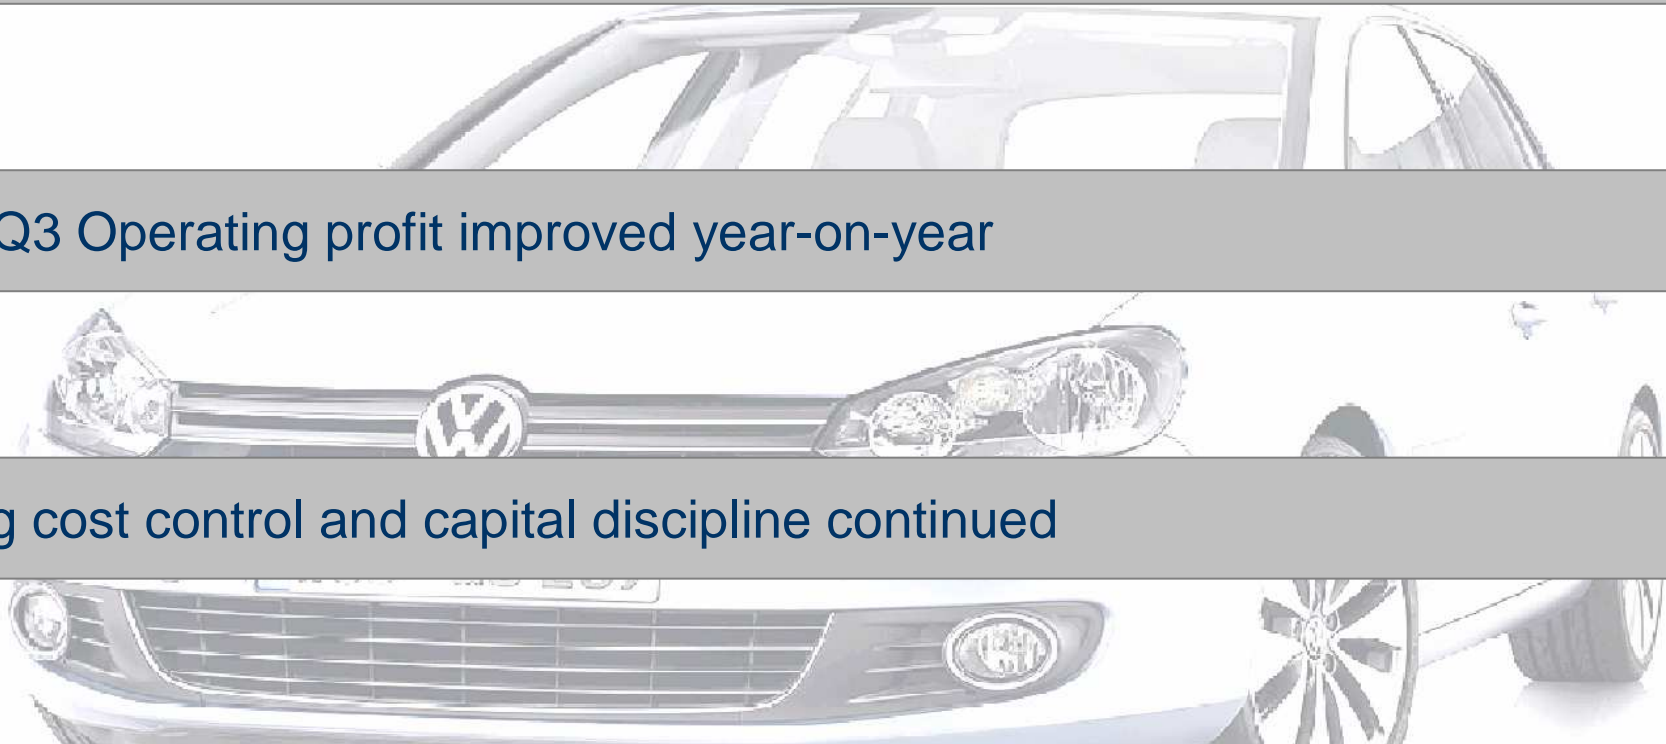 Q3 Operating profit improved year-on-year
cost control and capital discipline continued